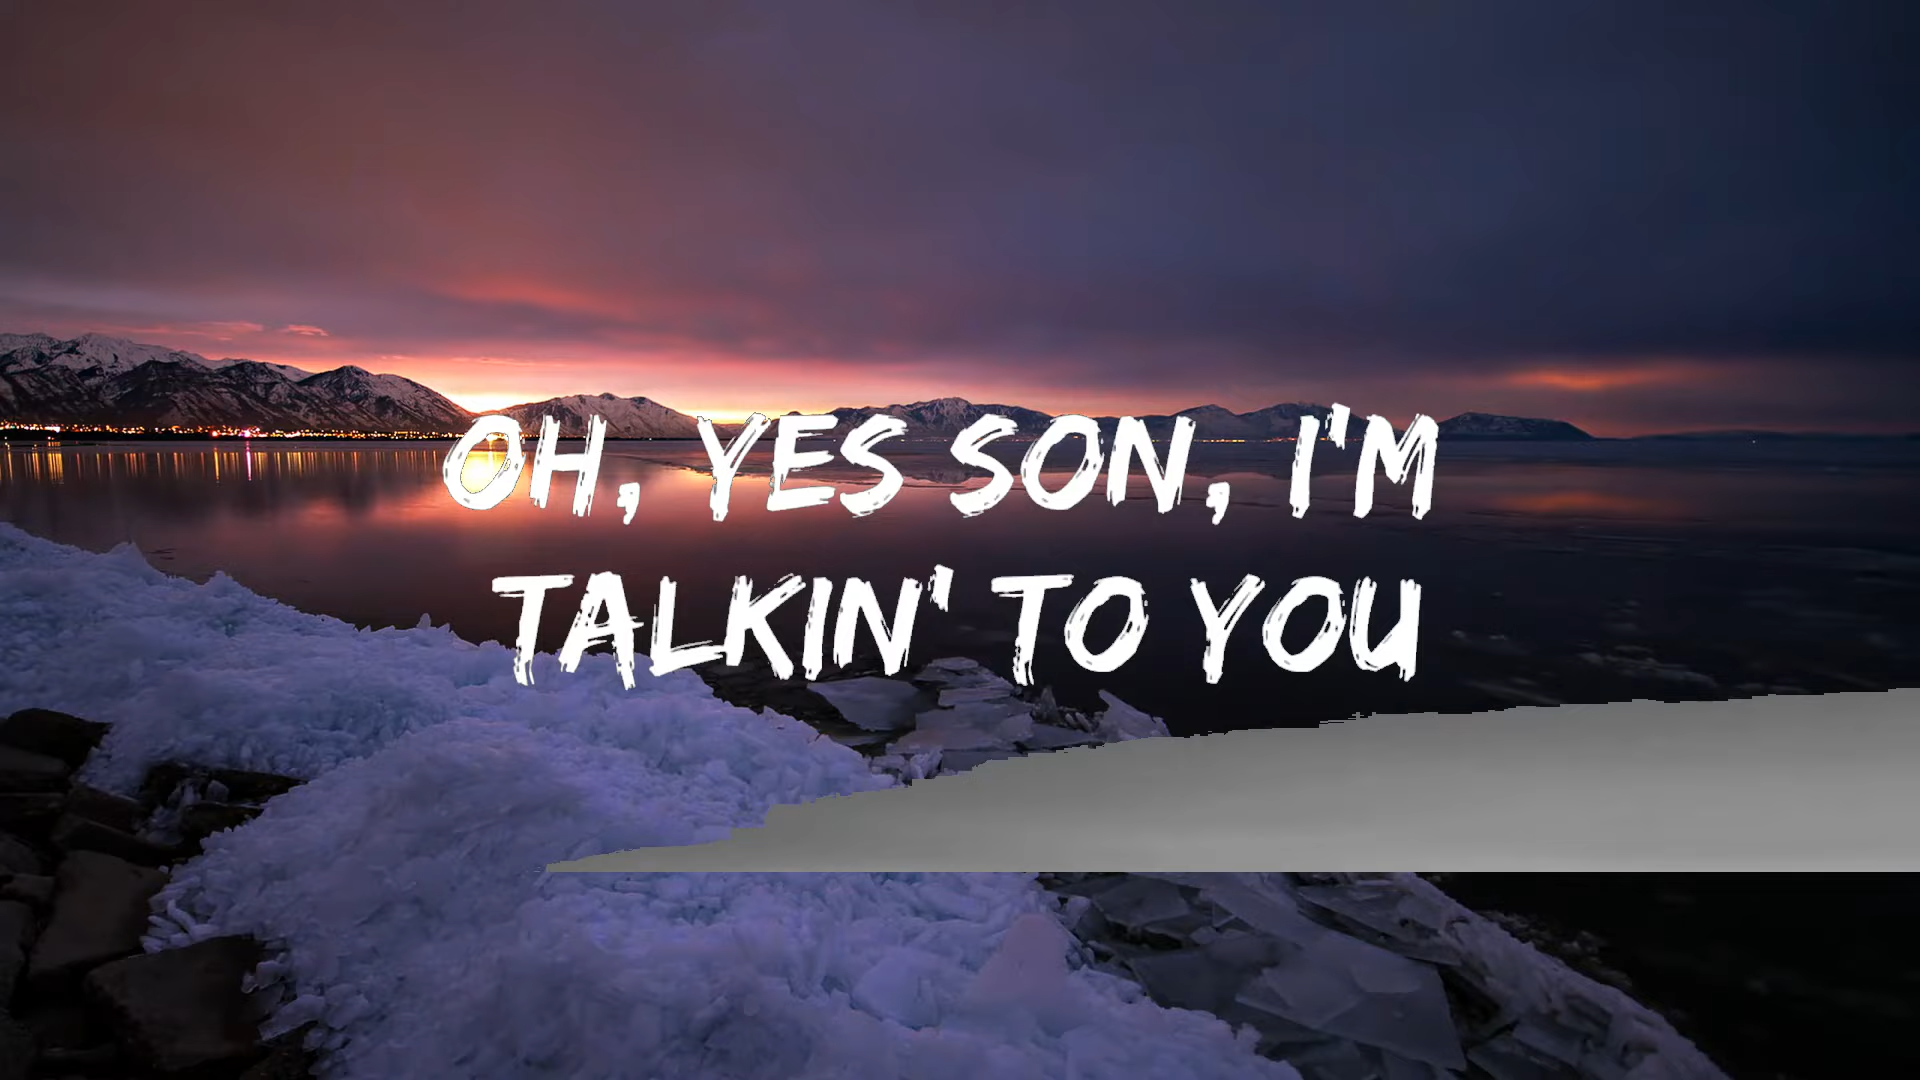 OH, YES SON, I'M
TALKIN' TO YOU